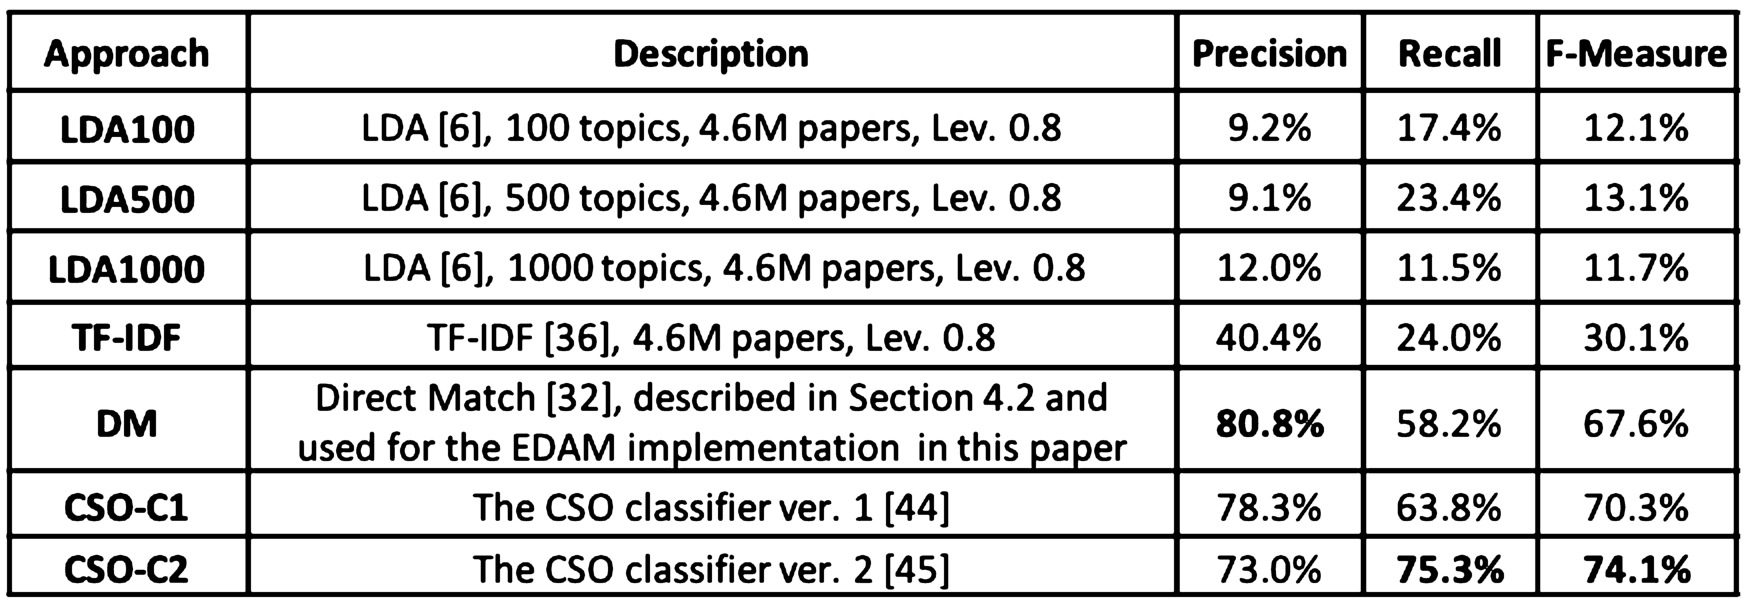 Approach Description Precision Recall F-Measure
LDA100 LDA [6], 100 topics, 4.6M papers, Lev. 0.8 9.2% 17.4% 12.1%
LDA500 LDA [6], 500 topics, 4.6M papers, Lev. 0.8 9.1% 23.4% 13.1%
LDA1000 LDA [6], 1000 topics, 4.6M papers, Lev. 0.8 12.0% 11.5% 11.7%
TF-IDF TF-IDF [36], 4.6M papers, Lev. 0.8 40.4% 24.0% 30.1%
DM Direct Match [32], described in Section 4.2 and
used for the EDAM implementation in this paper 80.8% 58.2% 67.6%
CSO-C1 The CSO classifier ver. 1 [44] 78.3% 63.8% 70.3%
CSO-C2 The CSO classifier ver. 2 [45] 73.0% 75.3% 74.1%